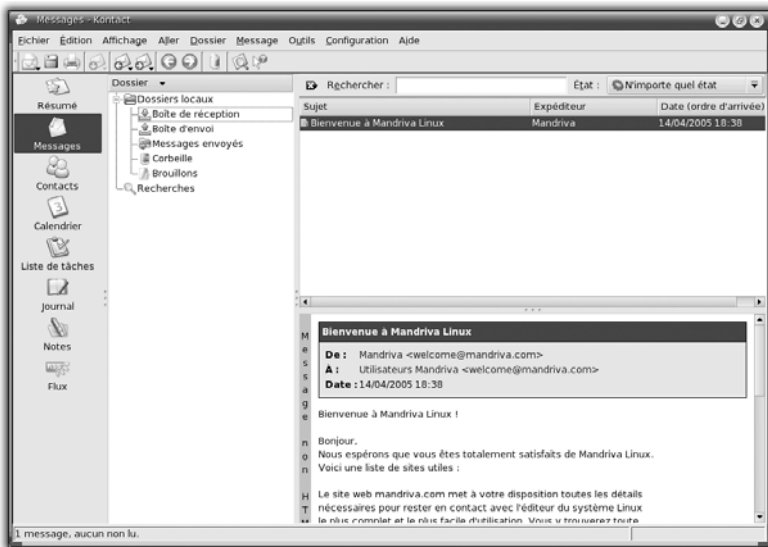 Messages - Kontact
Fichier Édition Affichage Aller Dossier Message Outils Configuration Aide
Résumé
Messages
Contacts
Calendrier
Liste de tâches
Journal
Notes
Flux
Dossier
Dossiers locaux
Boîte de réception
Boîte d'envoi
Messages envoyés
Corbeille
Brouillons
Recherches
Rechercher : État : N'importe quel état
Sujet Expéditeur Date (ordre d'arrivée)
Bienvenue à Mandriva Linux Mandriva 14/04/2005 18:38
Message non HT
Bienvenue à Mandriva Linux
De : Mandriva <welcome@mandriva.com>
À : Utilisateurs Mandriva <welcome@mandriva.com>
Date : 14/04/2005 18:38
Bienvenue à Mandriva Linux !
Bonjour.
Nous espérons que vous êtes totalement satisfaits de Mandriva Linux.
Voici une liste de sites utiles :
Le site web mandriva.com met à votre disposition toutes les détails
nécessaires pour rester en contact avec l'éditeur du système Linux
le plus complet et le plus facile d'utilisation. Vous y trouverez toute
1 message, aucun non lu.